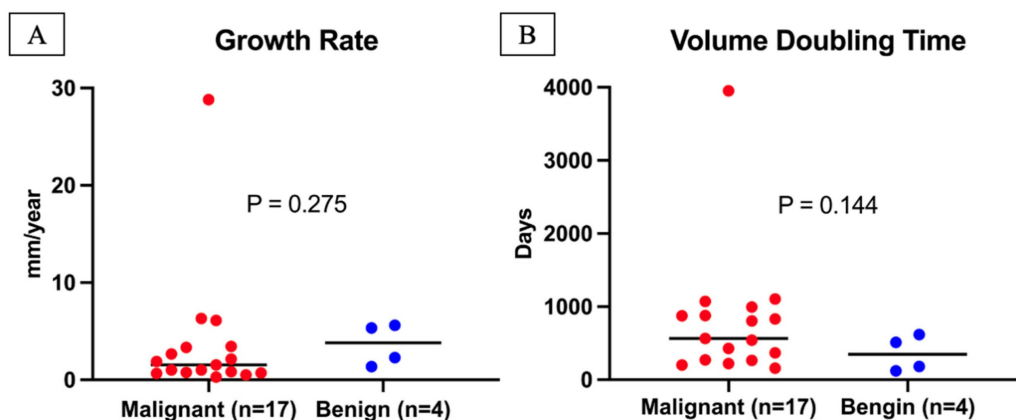 A
Growth Rate
30
20
10
0
mm/year
P = 0.275
Malignant (n=17)
Benign (n=4)
B
Volume Doubling Time
4000
3000
2000
1000
0
Days
P = 0.144
Malignant (n=17)
Bengin (n=4)